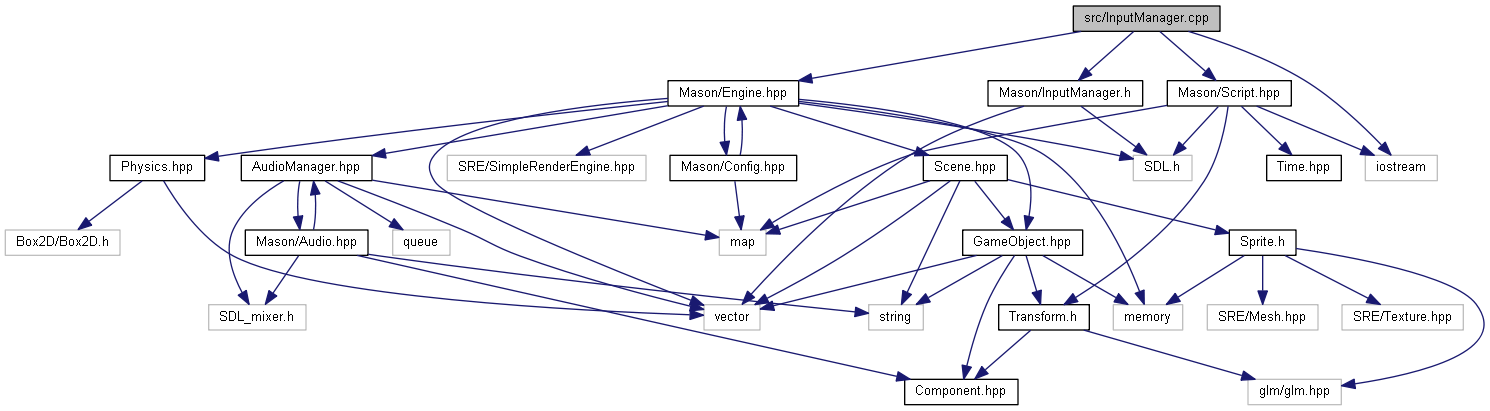 src/InputManager.cpp
Mason/Engine.hpp
Mason/InputManager.h
Mason/Script.hpp
Physics.hpp
AudioManager.hpp
SRE/SimpleRenderEngine.hpp
Mason/Config.hpp
Scene.hpp
SDL.h
Time.hpp
iostream
Box2D/Box2D.h
Mason/Audio.hpp
queue
map
GameObject.hpp
Sprite.h
SDL_mixer.h
vector
string
Transform.h
memory
SRE/Mesh.hpp
SRE/Texture.hpp
Component.hpp
glm/glm.hpp